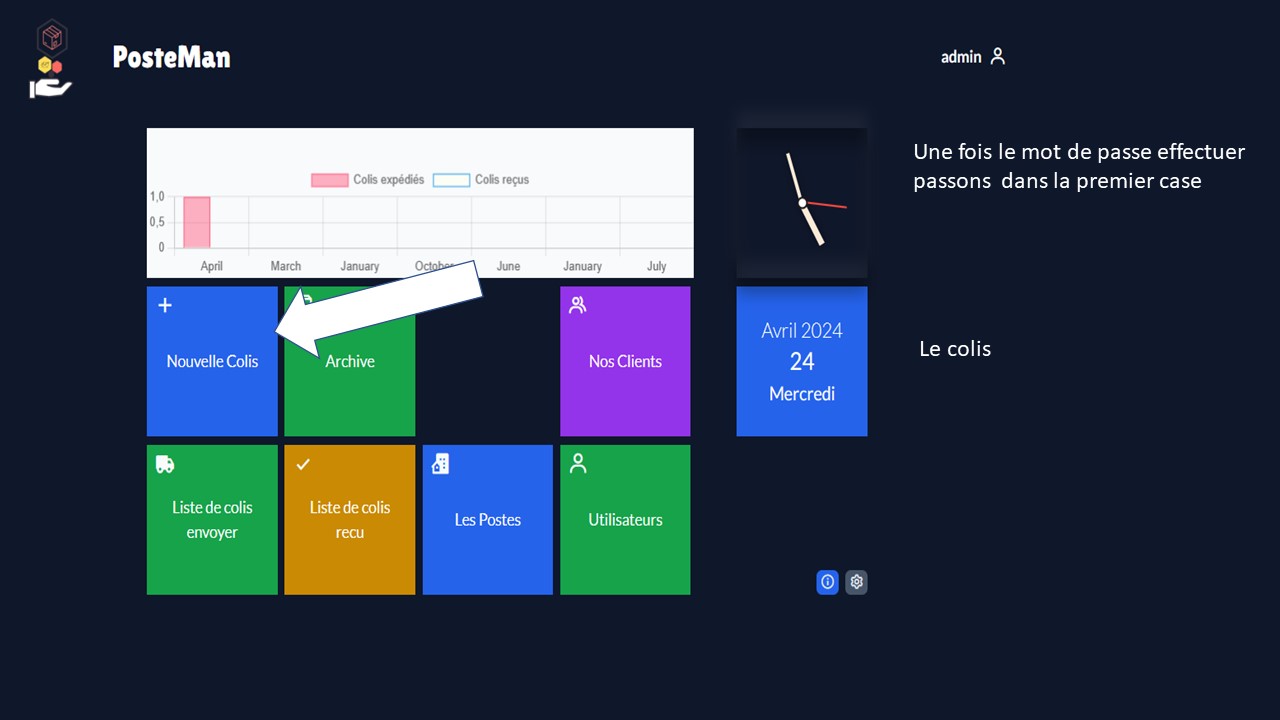 PosteMan
admin
Colis expédiés
Colis reçus
1,0
0,5
0
April
March
January
October
June
January
July
Une fois le mot de passe effectuer
passons dans la premier case
Nouvelle Colis
Archive
Nos Clients
Avril 2024
24
Mercredi
Le colis
Liste de colis
envoyer
Liste de colis
recu
Les Postes
Utilisateurs